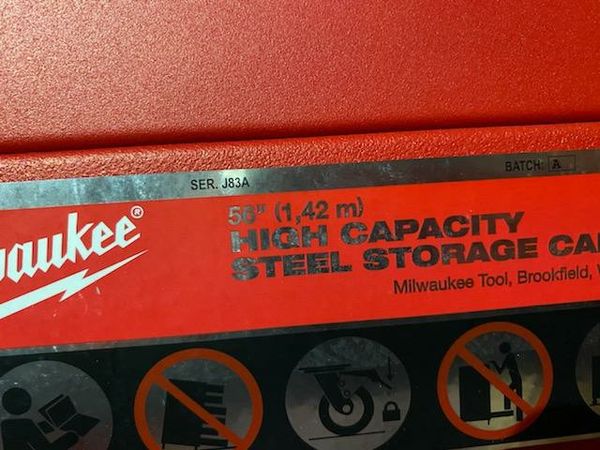 SER. J83A
BATCH: A
waukee®
56" (1,42 m)
HIGH CAPACITY
STEEL STORAGE CA
Milwaukee Tool, Brookfield, W